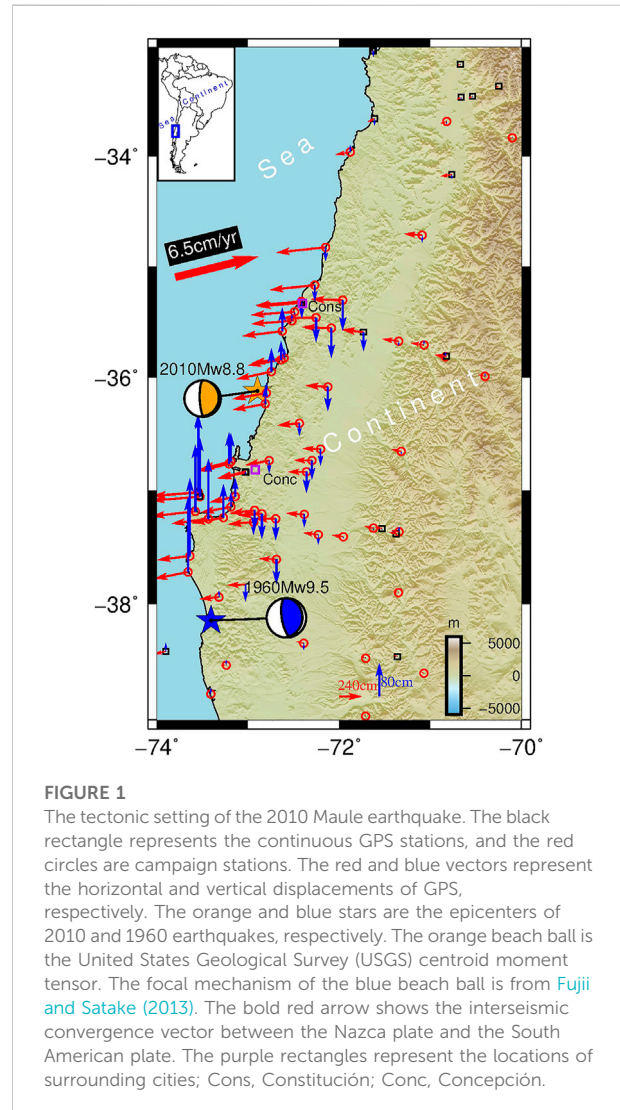 Sea Continent
Sea
−34
6.5cm/yr
Cons
2010Mw8.8
−36
Continent
Conc
1960Mw9.5
−38
m
5000
0
−5000
240cm
80cm
−74˚
−72˚
−70˚
FIGURE 1
The tectonic setting of the 2010 Maule earthquake. The black
rectangle represents the continuous GPS stations, and the red
circles are campaign stations. The red and blue vectors represent
the horizontal and vertical displacements of GPS,
respectively. The orange and blue stars are the epicenters of
2010 and 1960 earthquakes, respectively. The orange beach ball is
the United States Geological Survey (USGS) centroid moment
tensor. The focal mechanism of the blue beach ball is from Fujii
and Satake (2013). The bold red arrow shows the interseismic
convergence vector between the Nazca plate and the South
American plate. The purple rectangles represent the locations of
surrounding cities; Cons, Constitución; Conc, Concepción.